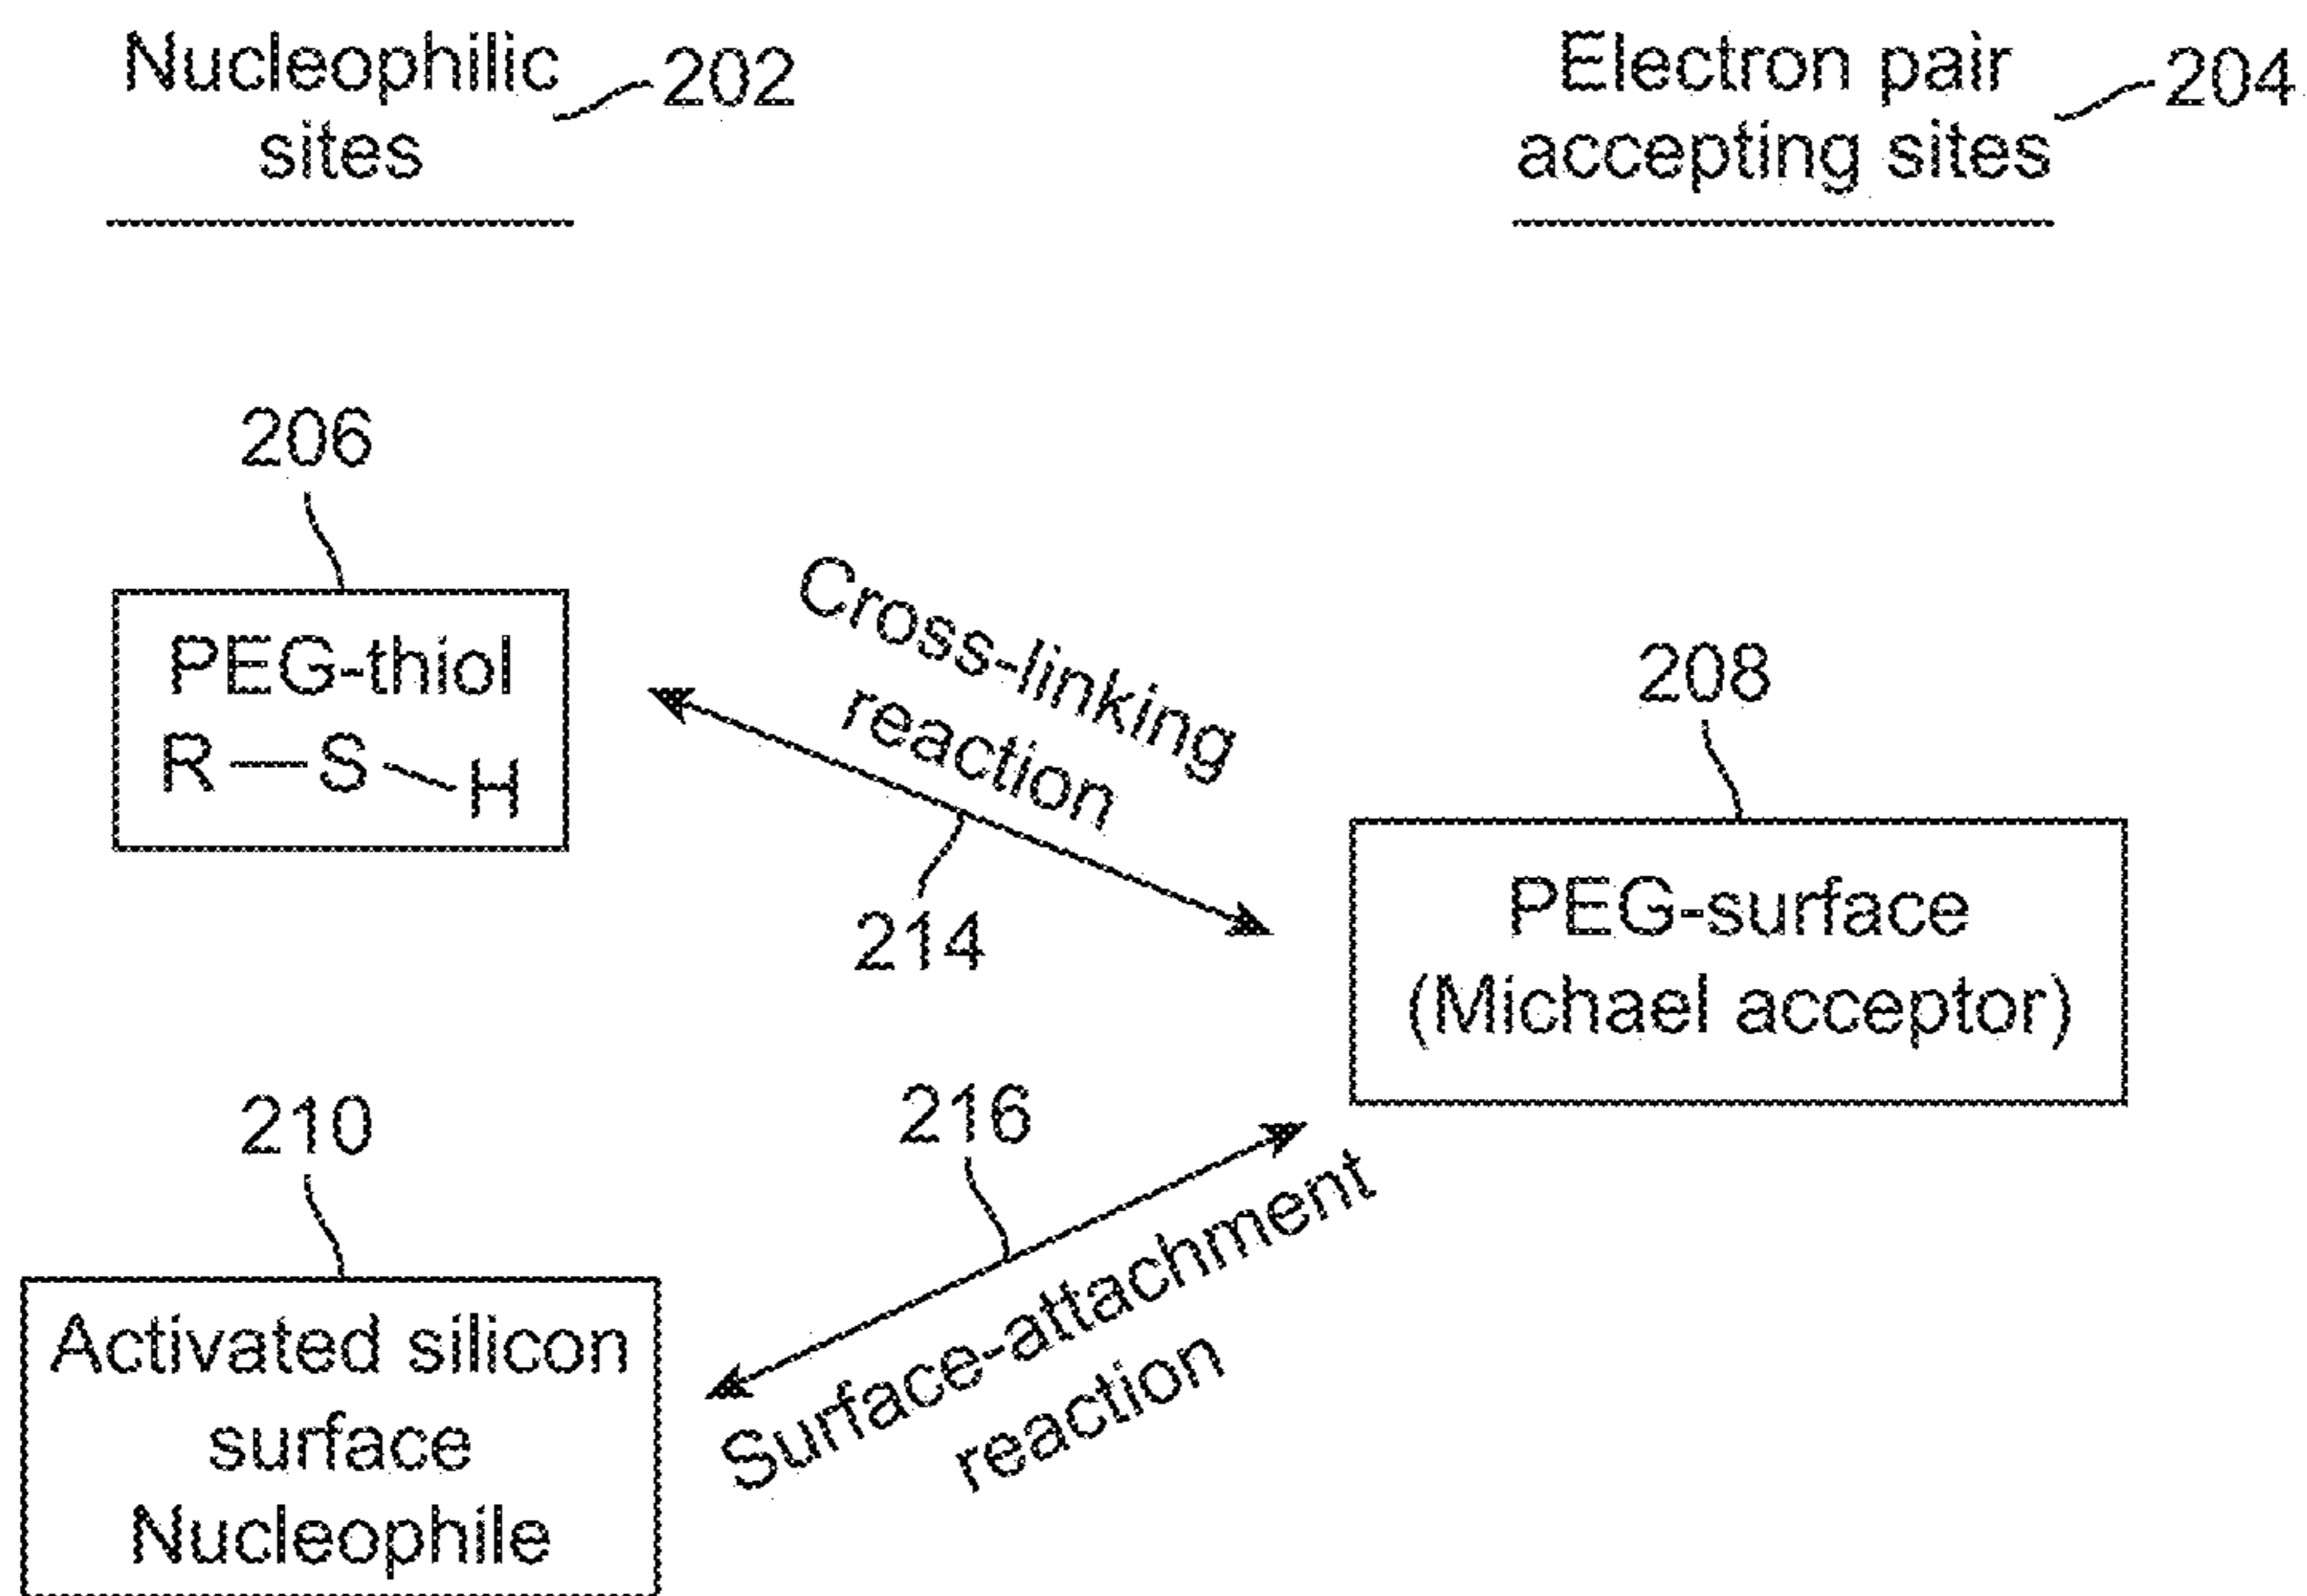 Nucleophilic
sites
202
Electron pair
accepting sites
204
206
PEG-thiol
R—S—H
Cross-linking
reaction
214
208
PEG-surface
(Michael acceptor)
210
Activated silicon
surface
Nucleophile
216
Surface-attachment
reaction